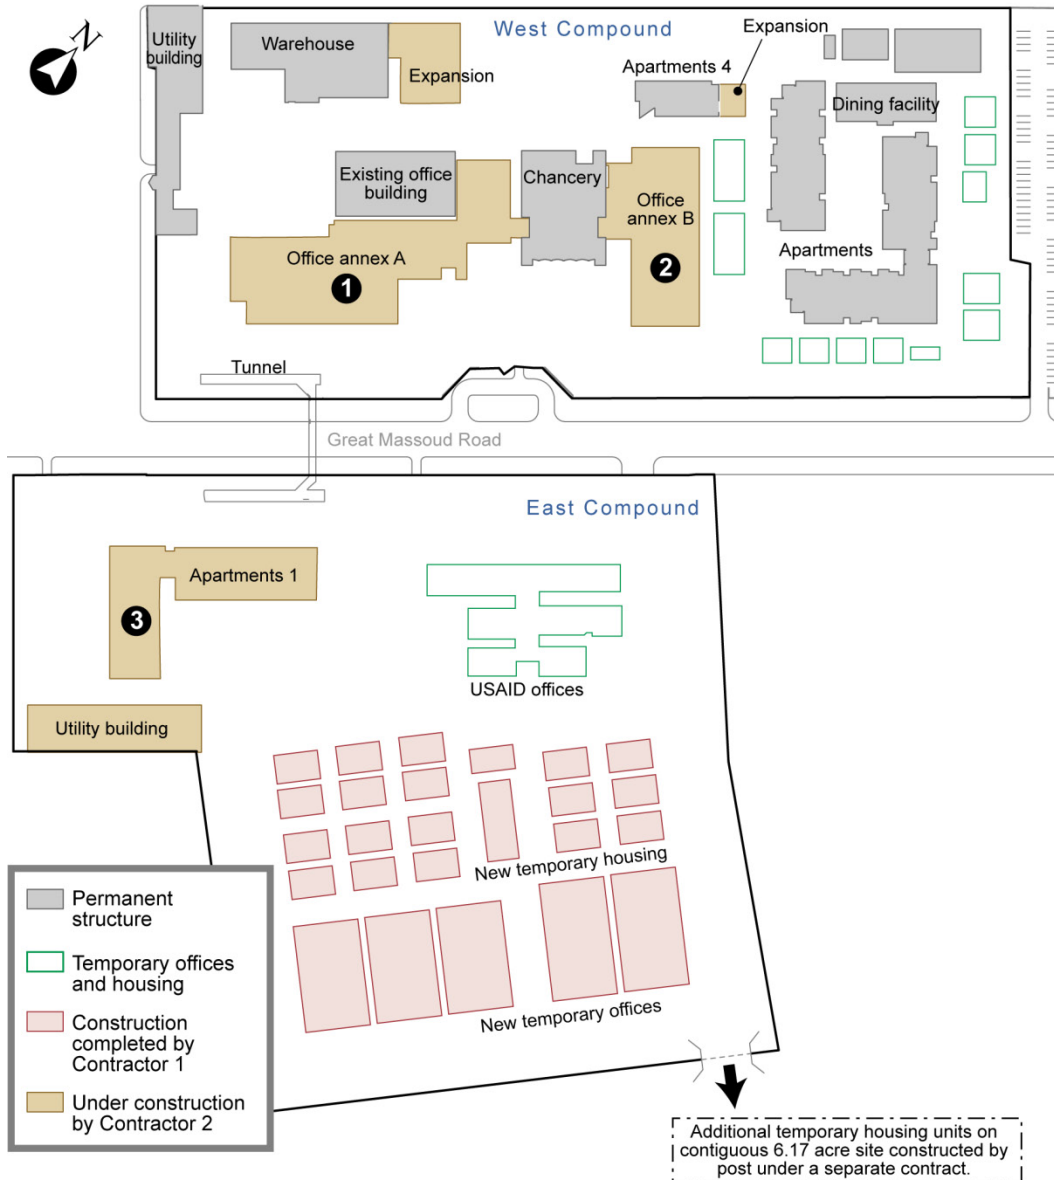 N
West Compound
Utility
building
Warehouse
Expansion
Apartments 4
Expansion
Dining facility
Existing office
building
Chancery
Office
annex B
2
Office annex A
1
Apartments
Tunnel
Great Massoud Road
East Compound
Apartments 1
3
USAID offices
Utility building
New temporary housing
New temporary offices
Permanent
structure
Temporary offices
and housing
Construction
completed by
Contractor 1
Under construction
by Contractor 2
Additional temporary housing units on
contiguous 6.17 acre site constructed by
post under a separate contract.